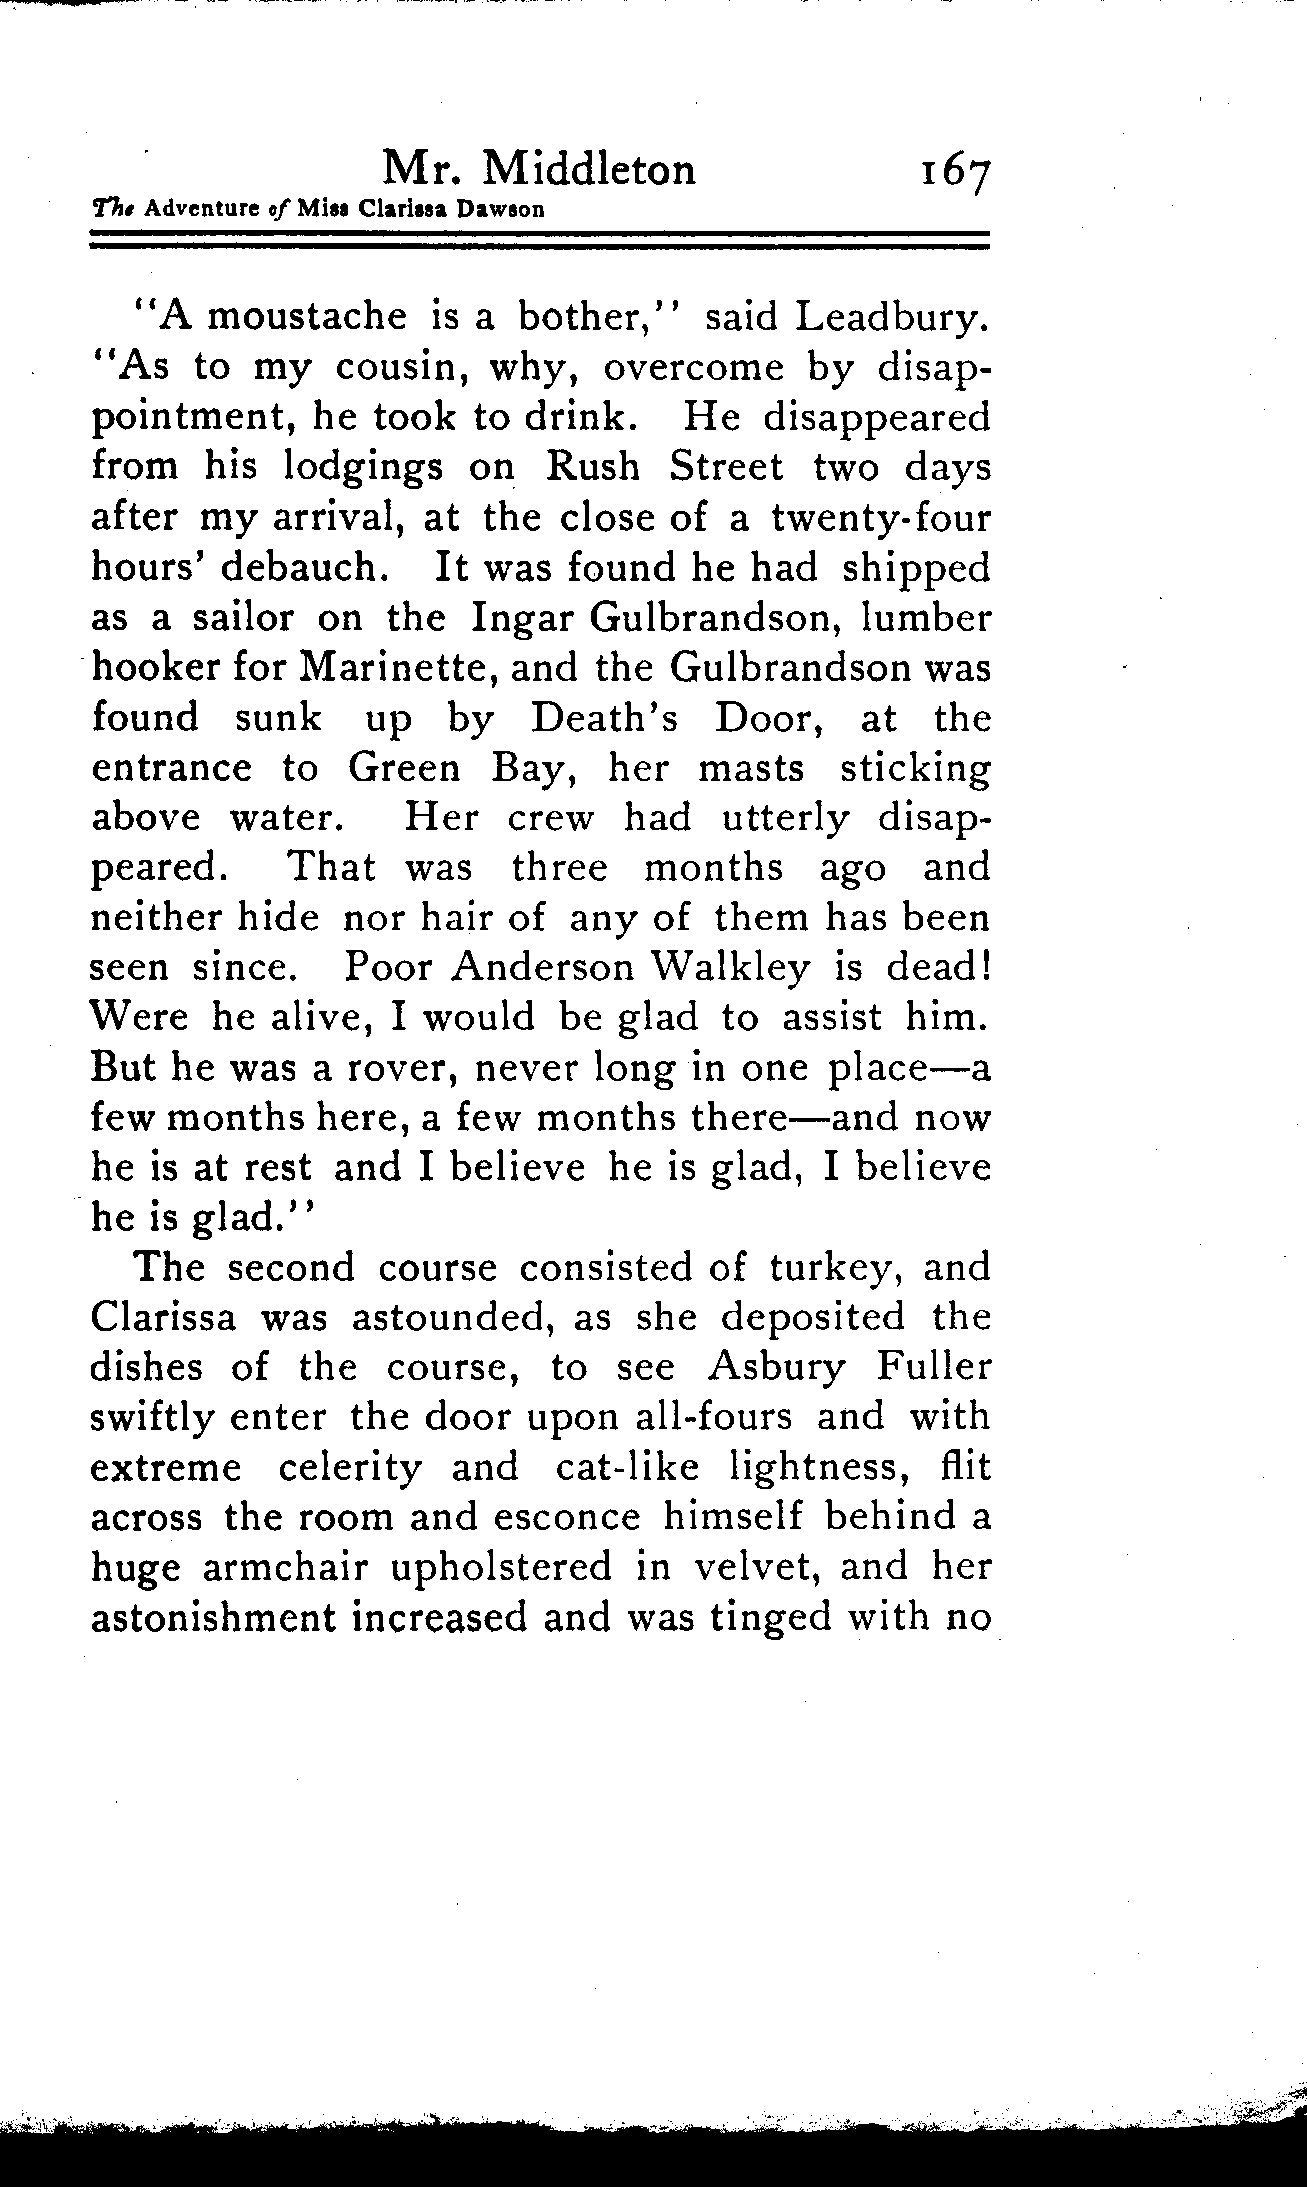 Mr. Middleton 167
The Adventure of Miss Clarissa Dawson
"A moustache is a bother," said Leadbury.
"As to my cousin, why, overcome by disap-
pointment, he took to drink. He disappeared
from his lodgings on Rush Street two days
after my arrival, at the close of a twenty-four
hours' debauch. It was found he had shipped
as a sailor on the Ingar Gulbrandson, lumber
hooker for Marinette, and the Gulbrandson was
found sunk up by Death's Door, at the
entrance to Green Bay, her masts sticking
above water. Her crew had utterly disap-
peared. That was three months ago and
neither hide nor hair of any of them has been
seen since. Poor Anderson Walkley is dead!
Were he alive, I would be glad to assist him.
But he was a rover, never long in one place—a
few months here, a few months there—and now
he is at rest and I believe he is glad, I believe
he is glad."
The second course consisted of turkey, and
Clarissa was astounded, as she deposited the
dishes of the course, to see Asbury Fuller
swiftly enter the door upon all-fours and with
extreme celerity and cat-like lightness, flit
across the room and esconce himself behind a
huge armchair upholstered in velvet, and her
astonishment increased and was tinged with no